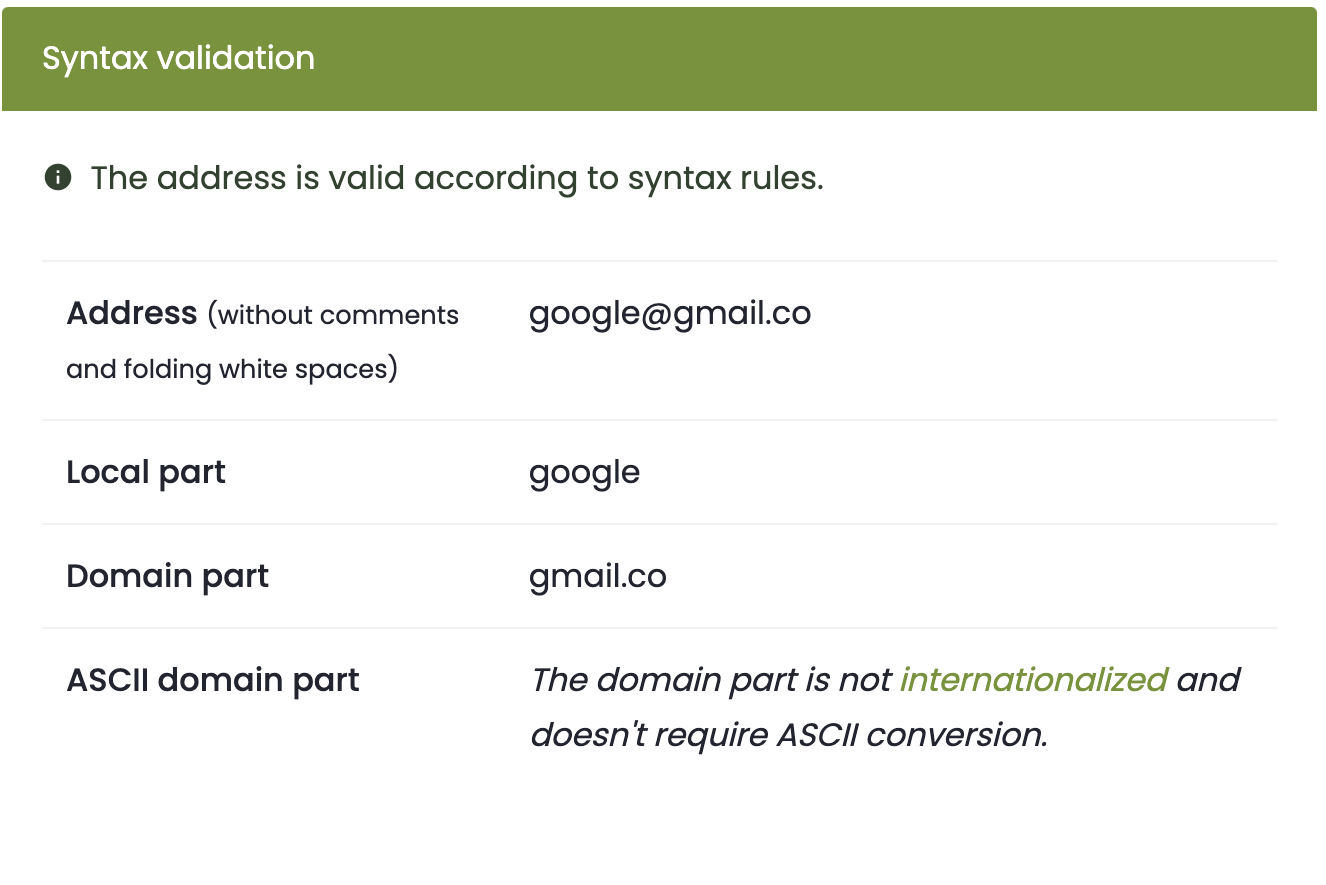 Syntax validation
The address is valid according to syntax rules.
Address (without comments and folding white spaces)
google@gmail.co
Local part
google
Domain part
gmail.co
ASCII domain part
The domain part is not internationalized and
doesn't require ASCII conversion.